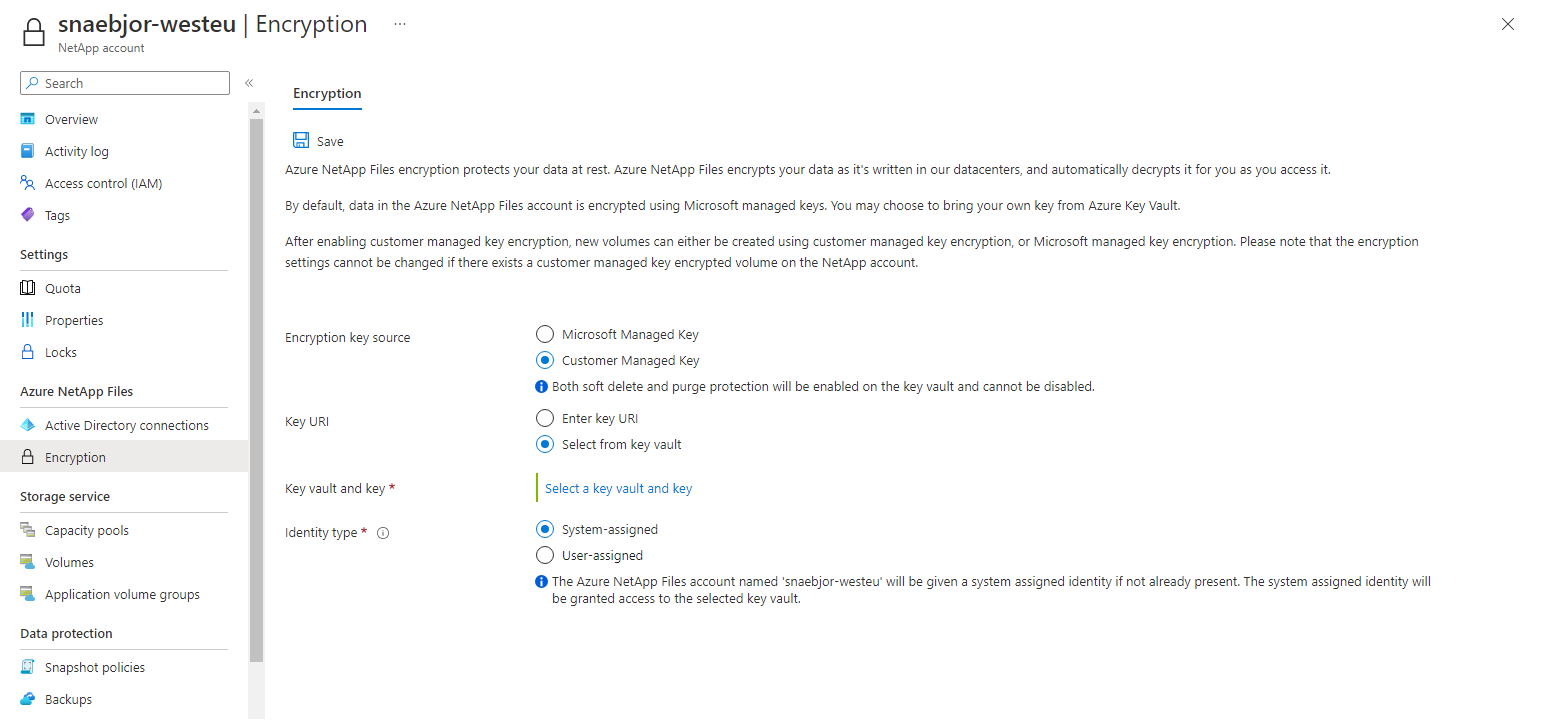 snaebjor-westeu | Encryption ...
NetApp account
Search
Overview
Activity log
Access control (IAM)
Tags
Settings
Quota
Properties
Locks
Azure NetApp Files
Active Directory connections
Encryption
Storage service
Capacity pools
Volumes
Application volume groups
Data protection
Snapshot policies
Backups
Encryption
Save
Azure NetApp Files encryption protects your data at rest. Azure NetApp Files encrypts your data as it's written in our datacenters, and automatically decrypts it for you as you access it.
By default, data in the Azure NetApp Files account is encrypted using Microsoft managed keys. You may choose to bring your own key from Azure Key Vault.
After enabling customer managed key encryption, new volumes can either be created using customer managed key encryption, or Microsoft managed key encryption. Please note that the encryption
settings cannot be changed if there exists a customer managed key encrypted volume on the NetApp account.
Encryption key source
Microsoft Managed Key
Customer Managed Key
Both soft delete and purge protection will be enabled on the key vault and cannot be disabled.
Key URI
Enter key URI
Select from key vault
Key vault and key *
Select a key vault and key
Identity type *
System-assigned
User-assigned
The Azure NetApp Files account named 'snaebjor-westeu' will be given a system assigned identity if not already present. The system assigned identity will
be granted access to the selected key vault.